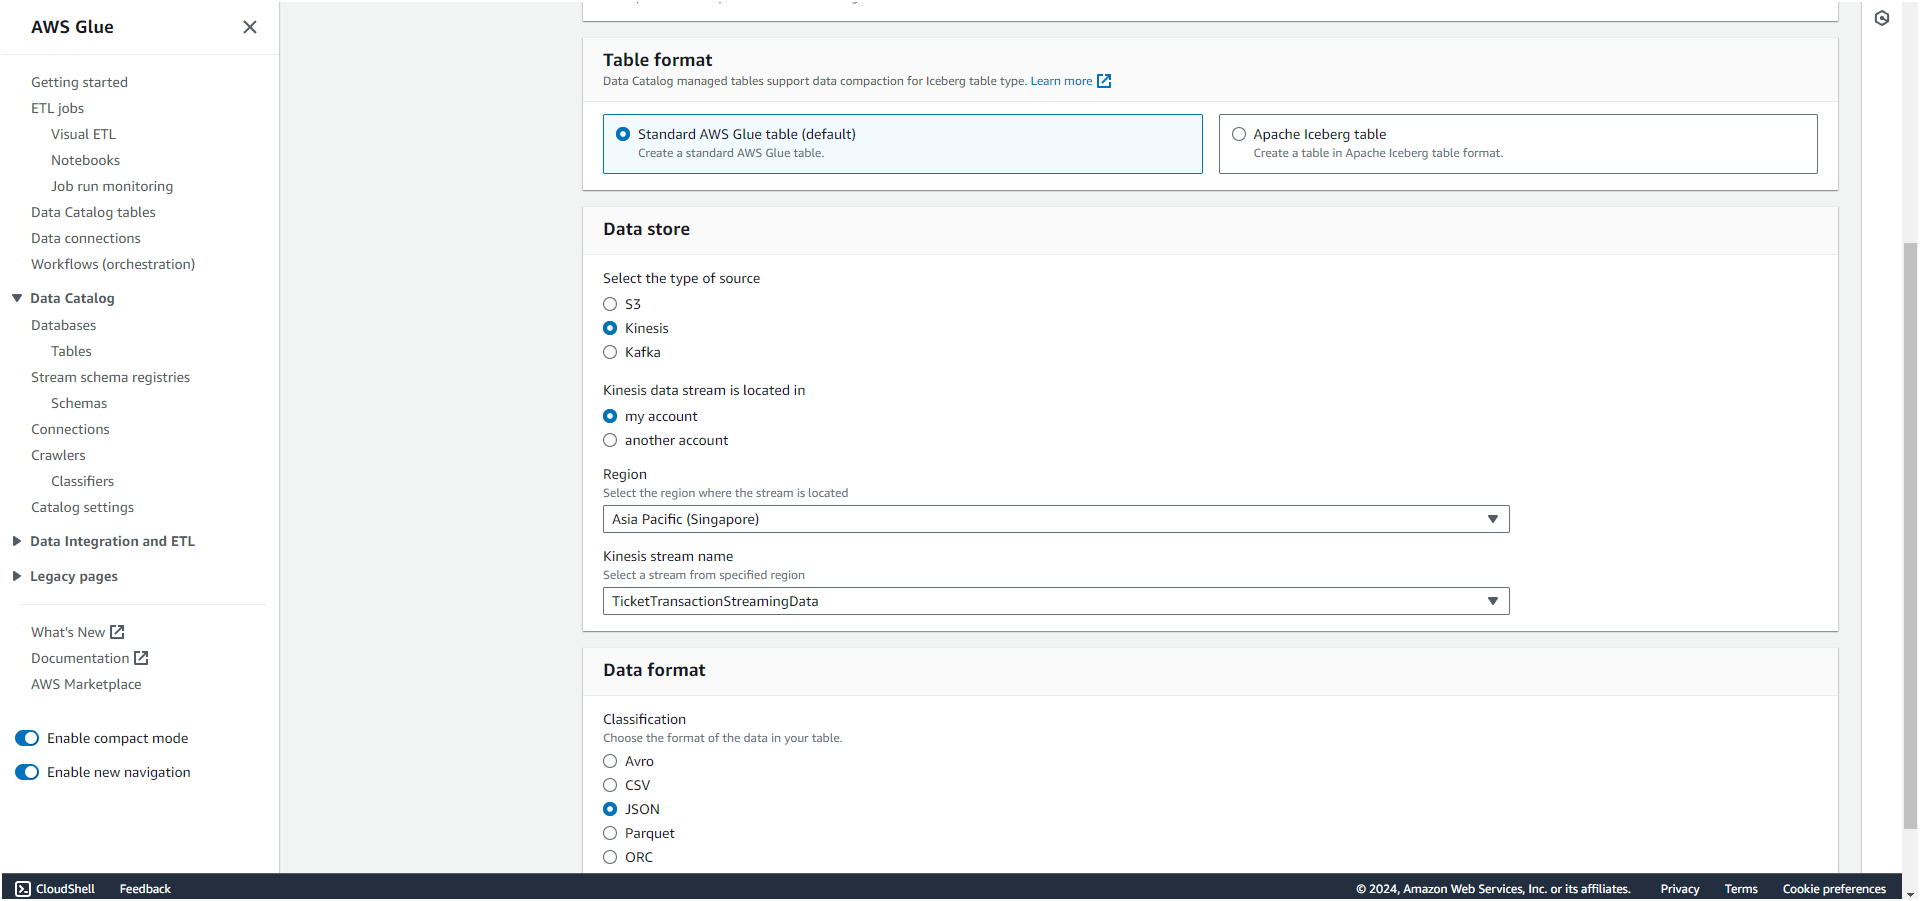 AWS Glue
Getting started
ETL jobs
Visual ETL
Notebooks
Job run monitoring
Data Catalog tables
Data connections
Workflows (orchestration)
Data Catalog
Databases
Tables
Stream schema registries
Schemas
Connections
Crawlers
Classifiers
Catalog settings
Data Integration and ETL
Legacy pages
What's New
Documentation
AWS Marketplace
Enable compact mode
Enable new navigation
Table format
Data Catalog managed tables support data compaction for Iceberg table type. Learn more
Standard AWS Glue table (default)
Create a standard AWS Glue table.
Apache Iceberg table
Create a table in Apache Iceberg table format.
Data store
Select the type of source
S3
Kinesis
Kafka
Kinesis data stream is located in
my account
another account
Region
Select the region where the stream is located
Asia Pacific (Singapore)
Kinesis stream name
Select a stream from specified region
TicketTransactionStreamingData
Data format
Classification
Choose the format of the data in your table.
Avro
CSV
JSON
Parquet
ORC
CloudShell
Feedback
© 2024, Amazon Web Services, Inc. or its affiliates.
Privacy
Terms
Cookie preferences